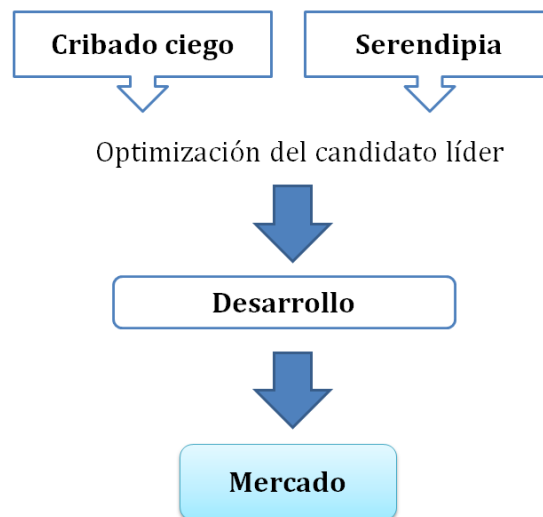 Cribado ciego
Serendipia
Optimización del candidato líder
Desarrollo
Mercado